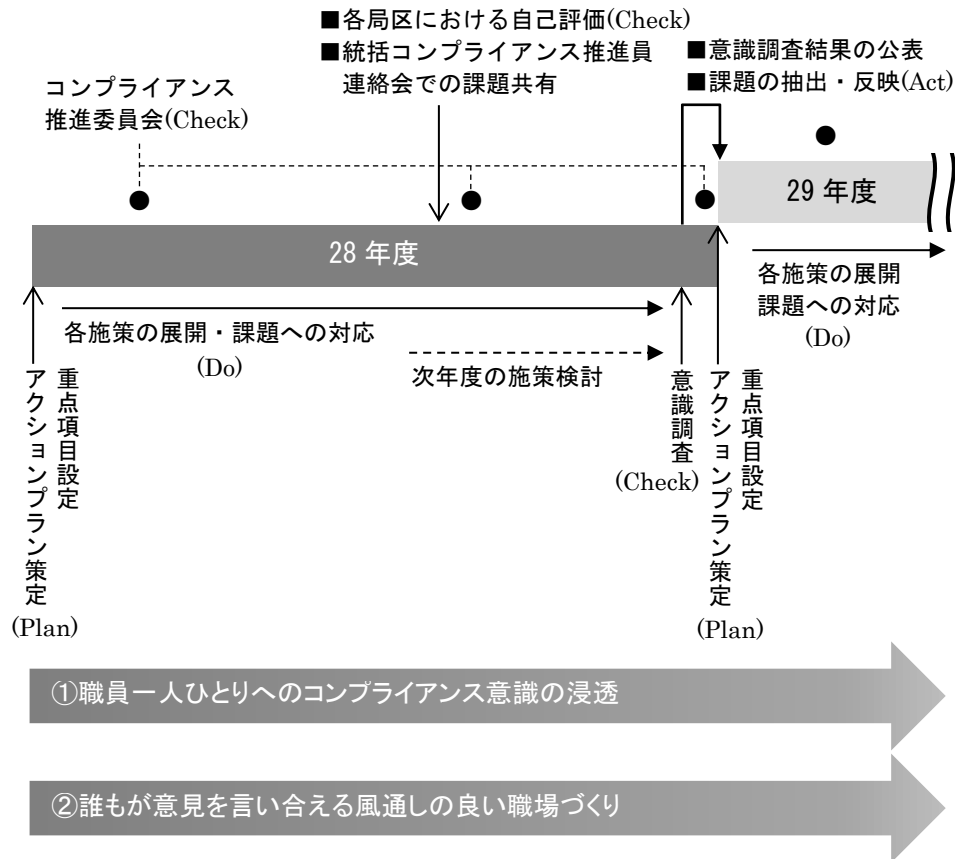 ■各局区における自己評価(Check)
■統括コンプライアンス推進員
連絡会での課題共有
■意識調査結果の公表
■課題の抽出・反映(Act)
コンプライアンス
推進委員会(Check)
29 年度
28 年度
各施策の展開・課題への対応
(Do)
次年度の施策検討
各施策の展開
課題への対応
(Do)
重点項目設定
アクションプラン策定
(Plan)
意識調査
(Check)
重点項目設定
アクションプラン策定
(Plan)
①職員一人ひとりへのコンプライアンス意識の浸透
②誰もが意見を言い合える風通しの良い職場づくり